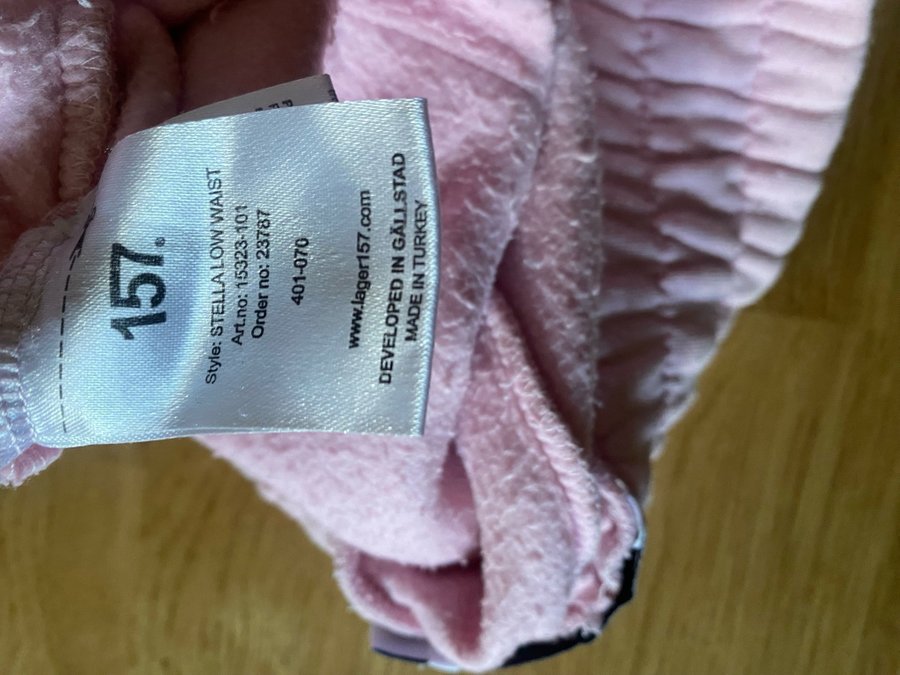 157.
Style: STELLA LOW WAIST
Art.no: 15323-101
Order no: 23787
401-070
www.lager157.com
DEVELOPED IN GÄLLSTAD
MADE IN TURKEY